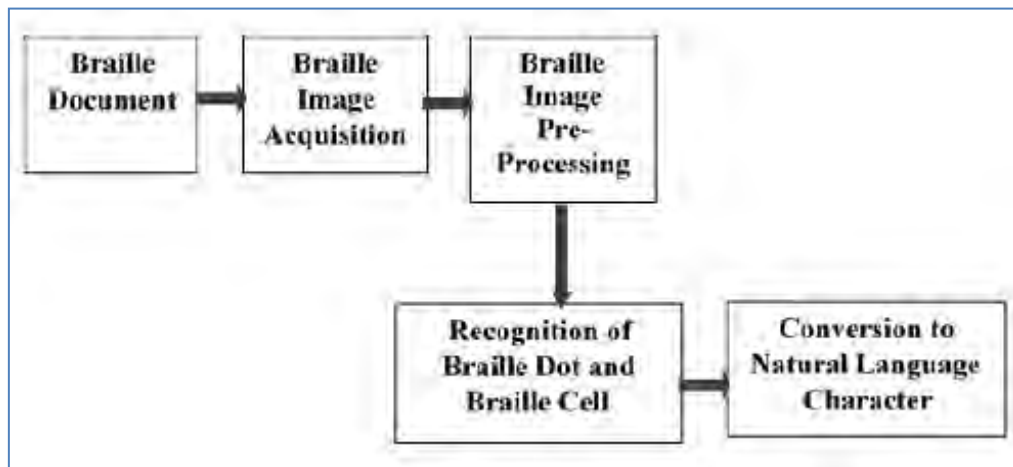 Braille
Document
Braille
Image
Acquisition
Braille
Image
Pre-
Processing
Recognition of
Braille Dot and
Braille Cell
Conversion to
Natural Language
Character